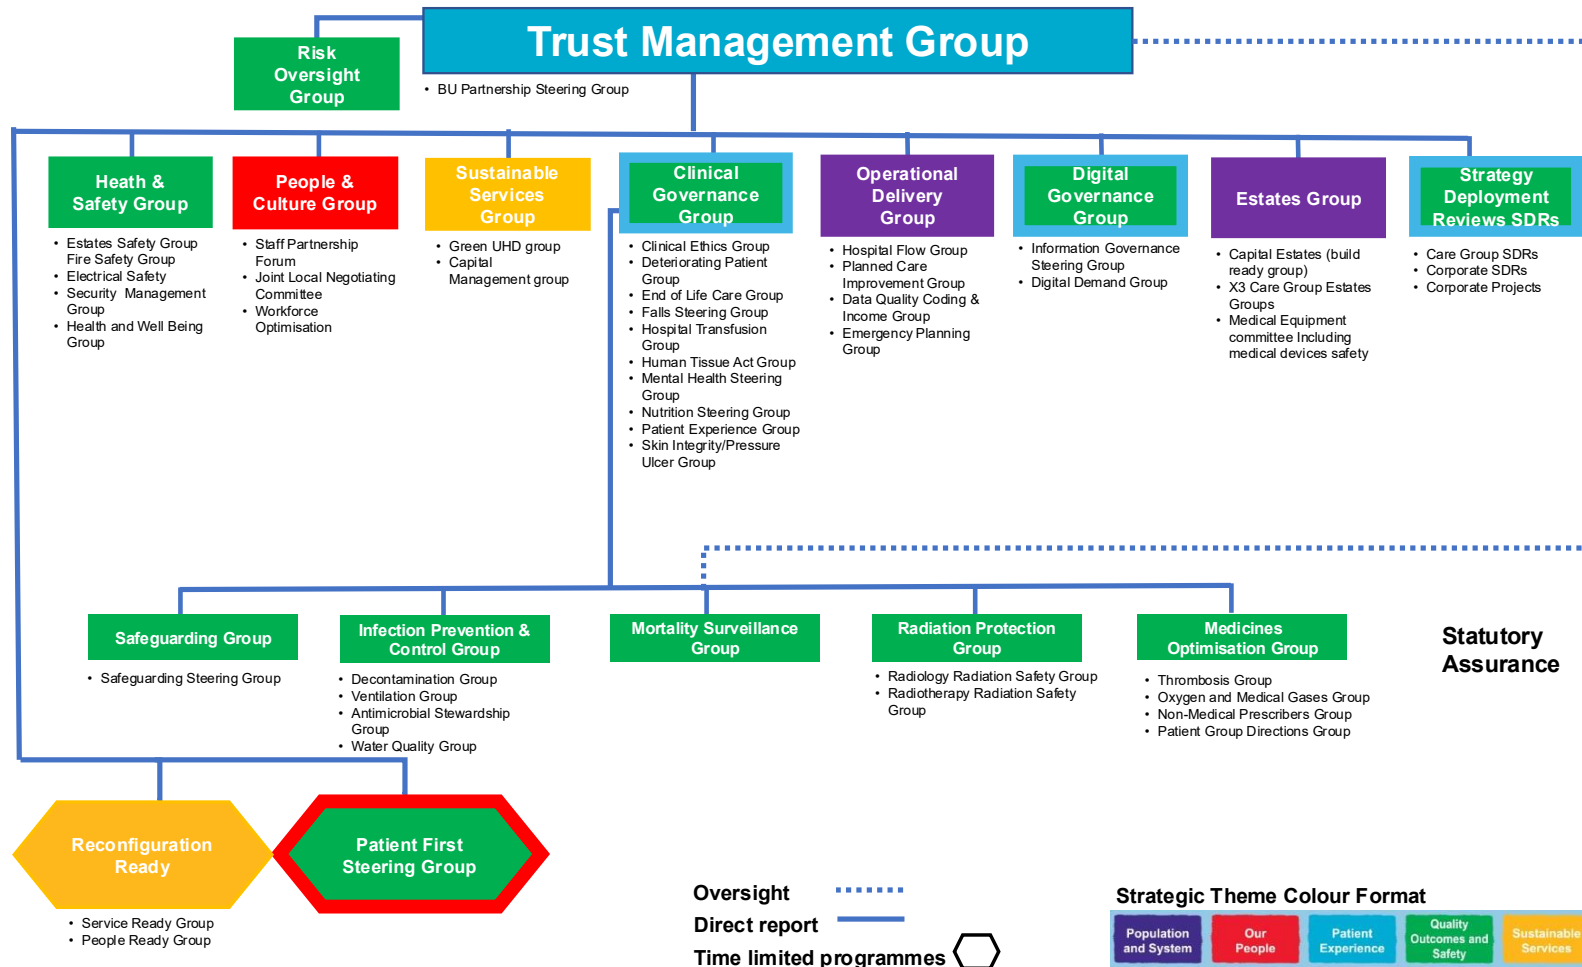 Trust Management Group
Risk
Oversight
Group
• BU Partnership Steering Group
Heath &
Safety Group
• Estates Safety Group
Fire Safety Group
• Electrical Safety
• Security Management
Group
• Health and Well Being
Group
People &
Culture Group
• Staff Partnership
Forum
• Joint Local Negotiating
Committee
• Workforce
Optimisation
Sustainable
Services
Group
• Green UHD group
• Capital
Management group
Clinical
Governance
Group
• Clinical Ethics Group
• Deteriorating Patient
Group
• End of Life Care Group
• Falls Steering Group
• Hospital Transfusion
Group
• Human Tissue Act Group
• Mental Health Steering
Group
• Nutrition Steering Group
• Patient Experience Group
• Skin Integrity/Pressure
Ulcer Group
Operational
Delivery
Group
• Hospital Flow Group
• Planned Care
Improvement Group
• Data Quality Coding &
Income Group
• Emergency Planning
Group
Digital
Governance
Group
• Information Governance
Steering Group
• Digital Demand Group
Estates Group
• Capital Estates (build
ready group)
• X3 Care Group Estates
Groups
• Medical Equipment
committee Including
medical devices safety
Strategy
Deployment
Reviews SDRs
• Care Group SDRs
• Corporate SDRs
• Corporate Projects
Safeguarding Group
• Safeguarding Steering Group
Infection Prevention &
Control Group
• Decontamination Group
• Ventilation Group
• Antimicrobial Stewardship
Group
• Water Quality Group
Mortality Surveillance
Group
Radiation Protection
Group
• Radiology Radiation Safety Group
• Radiotherapy Radiation Safety
Group
Medicines
Optimisation Group
• Thrombosis Group
• Oxygen and Medical Gases Group
• Non-Medical Prescribers Group
• Patient Group Directions Group
Statutory
Assurance
Reconfiguration
Ready
• Service Ready Group
• People Ready Group
Patient First
Steering Group
Oversight
Direct report
Time limited programmes
Strategic Theme Colour Format
Population
and System
Our
People
Patient
Experience
Quality
Outcomes and
Safety
Sustainable
Services